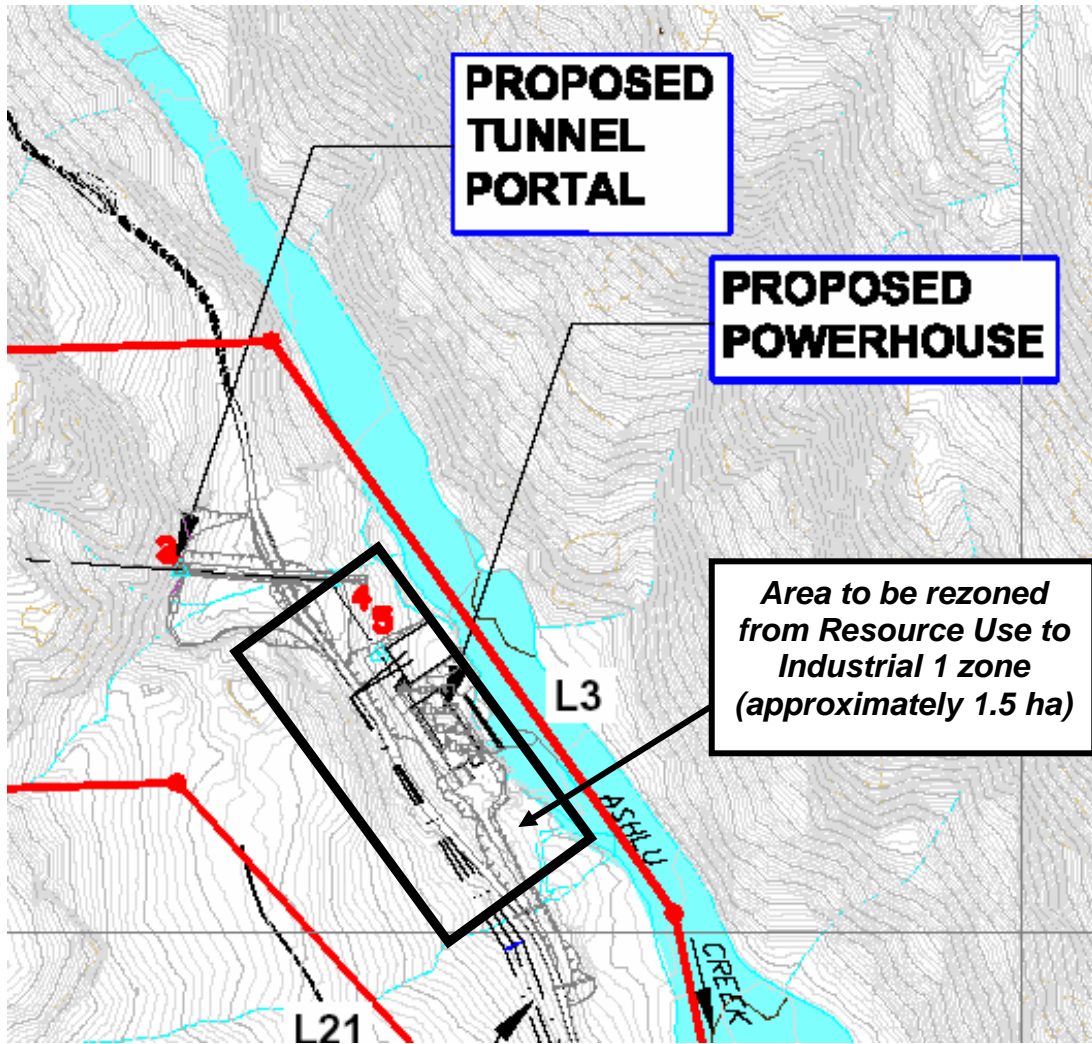 PROPOSED
TUNNEL
PORTAL
PROPOSED
POWERHOUSE
2
4
5
Area to be rezoned
from Resource Use to
Industrial 1 zone
(approximately 1.5 ha)
L3
ASHLU
CREEK
L21